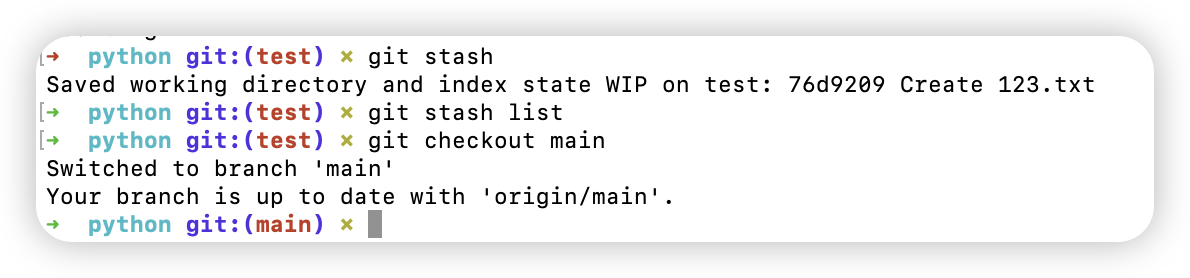 ➜  python git:(test) × git stash
Saved working directory and index state WIP on test: 76d9209 Create 123.txt
➜  python git:(test) × git stash list
➜  python git:(test) × git checkout main
Switched to branch 'main'
Your branch is up to date with 'origin/main'.
➜  python git:(main) ×